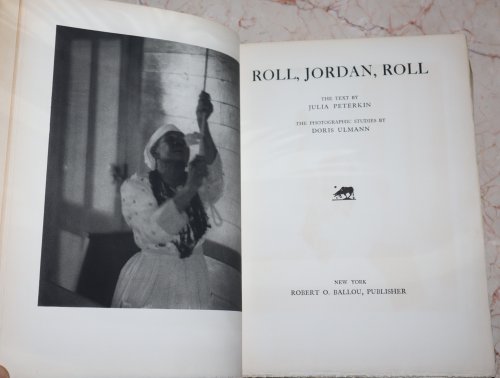 ROLL, JORDAN, ROLL
THE TEXT BY
JULIA PETERKIN
THE PHOTOGRAPHIC STUDIES BY
DORIS ULMANN
NEW YORK
ROBERT O. BALLOU, PUBLISHER